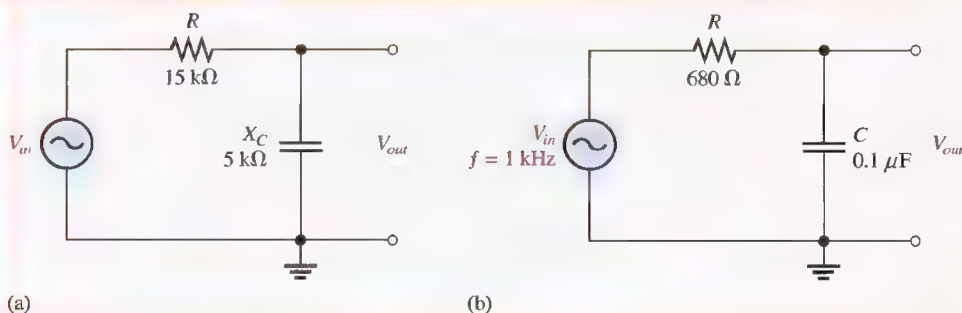 R
15 kΩ
V_in
X_C
5 kΩ
V_out
(a)
R
680 Ω
V_in
f = 1 kHz
C
0.1 μF
V_out
(b)